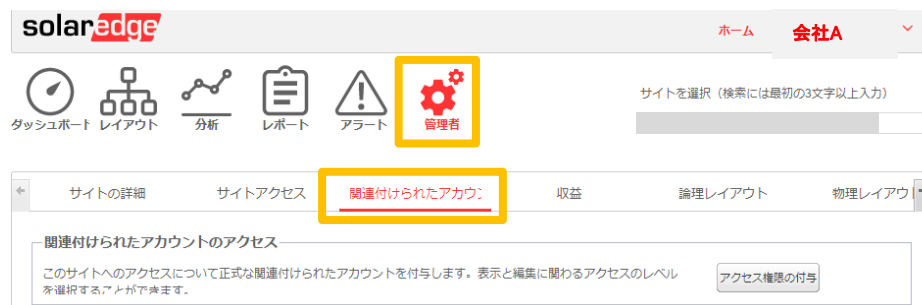 solaredge
ホーム 会社A
サイトを選択（検索には最初の3文字以上入力）
ダッシュボード レイアウト 分析 レポート アラート 管理者
サイトの詳細 サイトアクセス 関連付けられたアカウン 収益 論理レイアウト 物理レイアウト
関連付けられたアカウントのアクセス
このサイトへのアクセスについて正式な関連付けられたアカウントを付与します。表示と編集に関わるアクセスのレベル
を選択することができます。
アクセス権限の付与